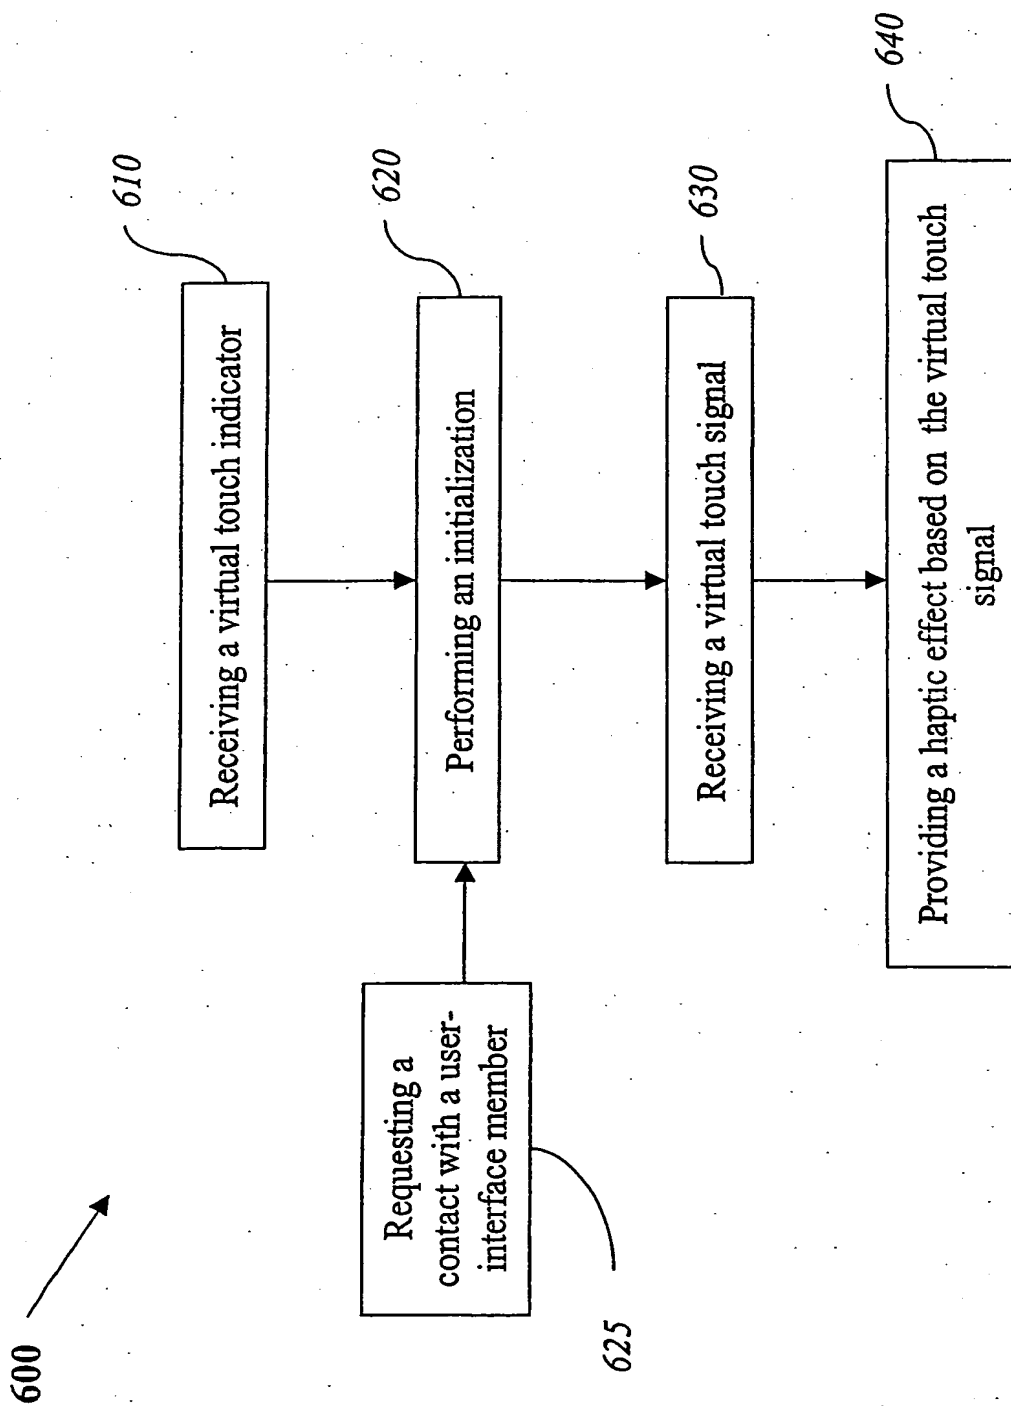 600
610
Receiving a virtual touch indicator
620
Performing an initialization
Requesting a
contact with a user-
interface member
625
630
Receiving a virtual touch signal
640
Providing a haptic effect based on the virtual touch
signal